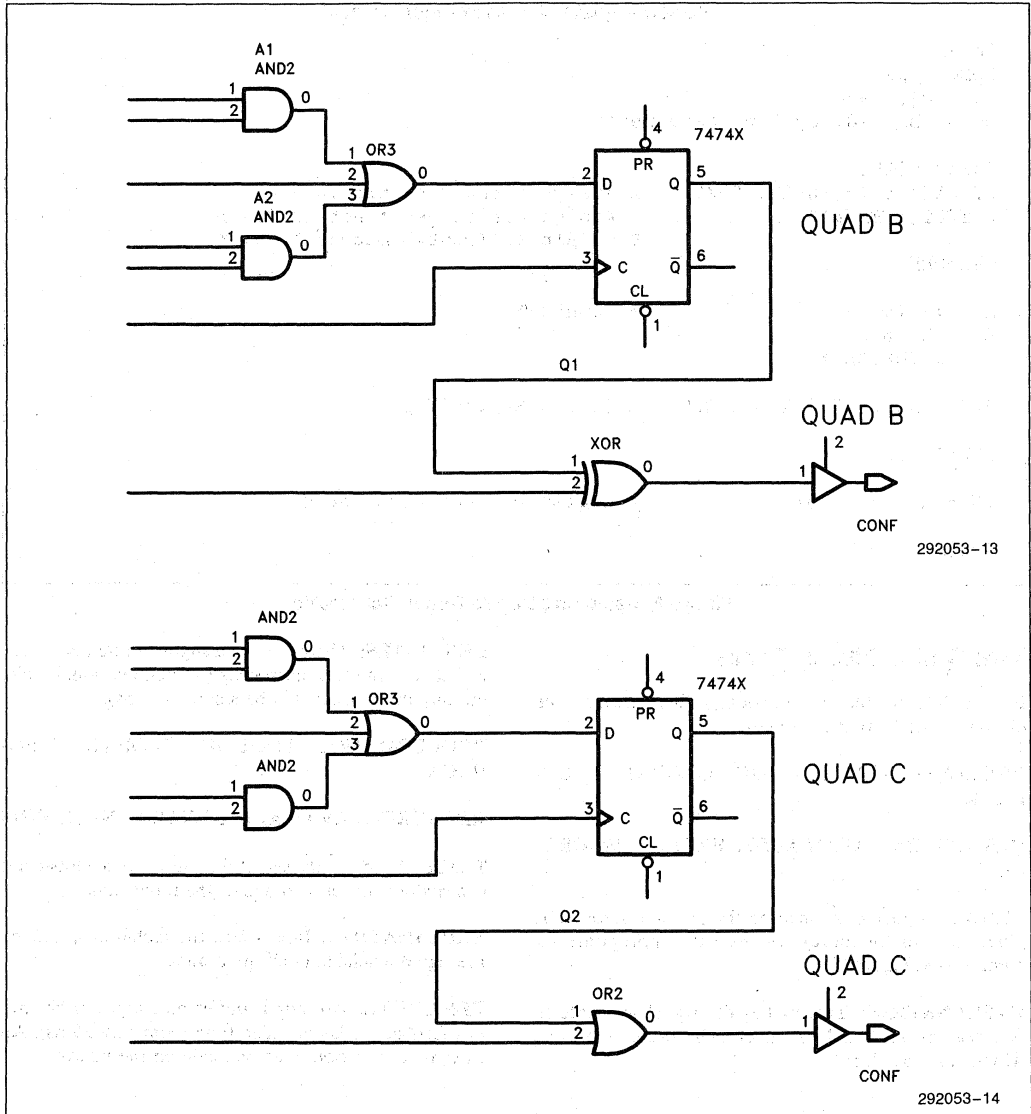 A1
AND2
1
2
0
OR3
1
2
3
0
A2
AND2
1
2
0
4
7474X
PR
2 D Q 5
QUAD B
3 C Q̅ 6
CL
1
Q1
QUAD B
XOR
1
2
0
1
2
CONF
292053-13
AND2
1
2
0
OR3
1
2
3
0
AND2
1
2
0
4
7474X
PR
2 D Q 5
QUAD C
3 C Q̅ 6
CL
1
Q2
QUAD C
OR2
1
2
0
1
2
CONF
292053-14